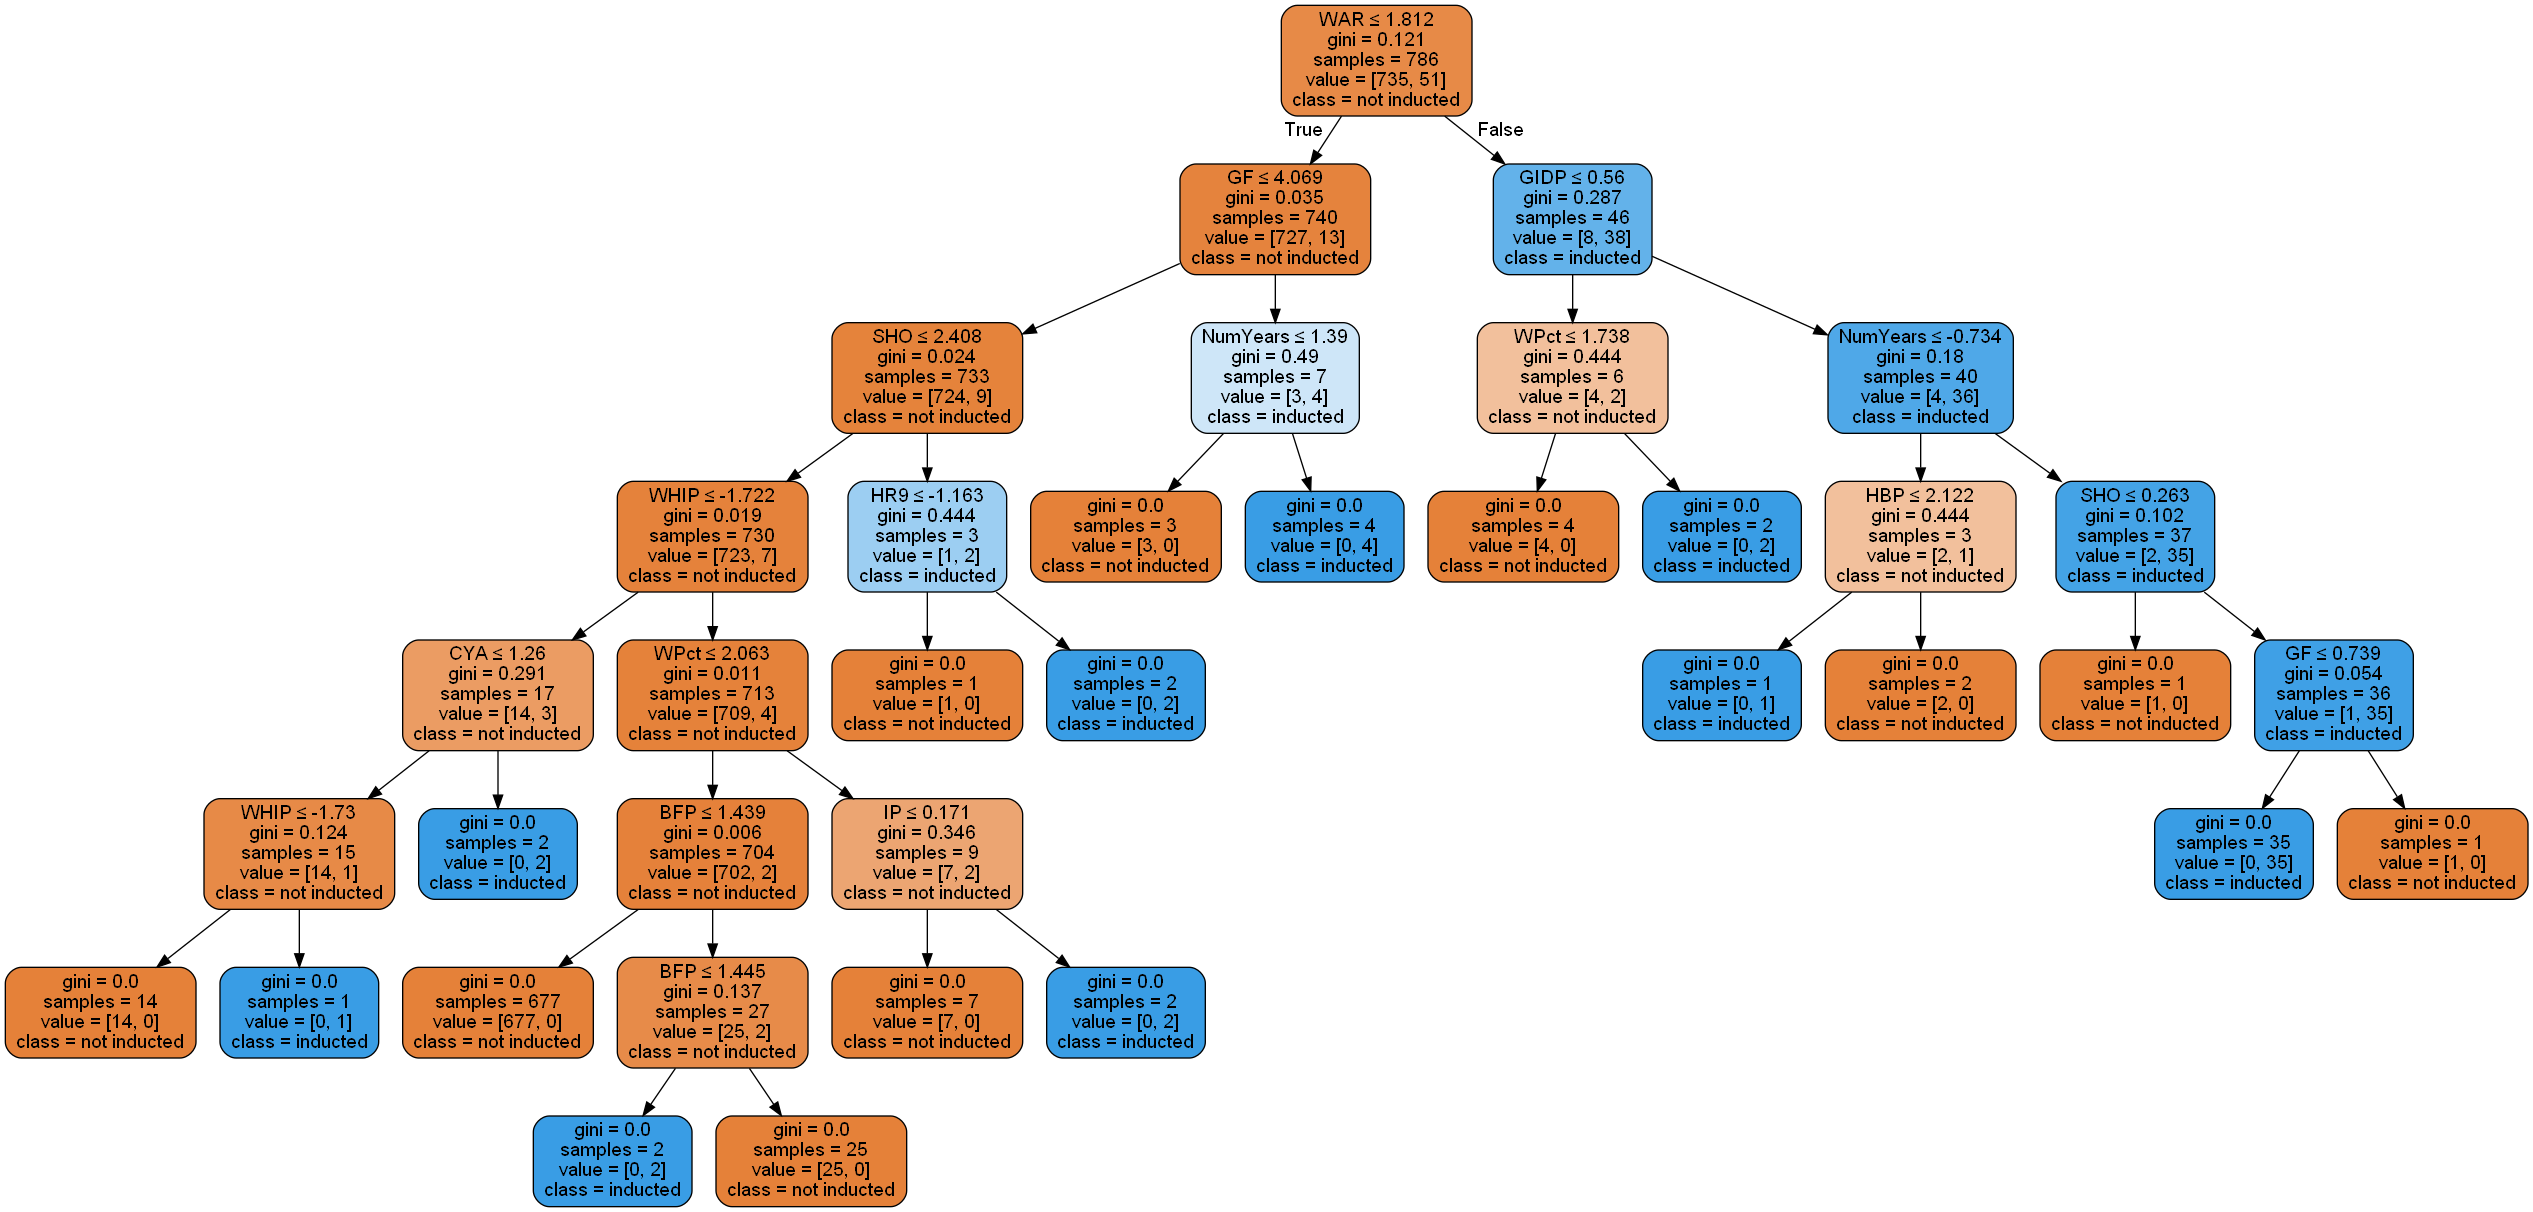 WAR ≤ 1.812
gini = 0.121
samples = 786
value = [735, 51]
class = not inducted
True
False
GF ≤ 4.069
gini = 0.035
samples = 740
value = [727, 13]
class = not inducted
GIDP ≤ 0.56
gini = 0.287
samples = 46
value = [8, 38]
class = inducted
SHO ≤ 2.408
gini = 0.024
samples = 733
value = [724, 9]
class = not inducted
NumYears ≤ 1.39
gini = 0.49
samples = 7
value = [3, 4]
class = inducted
WPct ≤ 1.738
gini = 0.444
samples = 6
value = [4, 2]
class = not inducted
NumYears ≤ -0.734
gini = 0.18
samples = 40
value = [4, 36]
class = inducted
WHIP ≤ -1.722
gini = 0.019
samples = 730
value = [723, 7]
class = not inducted
HR9 ≤ -1.163
gini = 0.444
samples = 3
value = [1, 2]
class = inducted
gini = 0.0
samples = 3
value = [3, 0]
class = not inducted
gini = 0.0
samples = 4
value = [0, 4]
class = inducted
gini = 0.0
samples = 4
value = [4, 0]
class = not inducted
gini = 0.0
samples = 2
value = [0, 2]
class = inducted
HBP ≤ 2.122
gini = 0.444
samples = 3
value = [2, 1]
class = not inducted
SHO ≤ 0.263
gini = 0.102
samples = 37
value = [2, 35]
class = inducted
CYA ≤ 1.26
gini = 0.291
samples = 17
value = [14, 3]
class = not inducted
WPct ≤ 2.063
gini = 0.011
samples = 713
value = [709, 4]
class = not inducted
gini = 0.0
samples = 1
value = [1, 0]
class = not inducted
gini = 0.0
samples = 2
value = [0, 2]
class = inducted
gini = 0.0
samples = 1
value = [0, 1]
class = inducted
gini = 0.0
samples = 2
value = [2, 0]
class = not inducted
gini = 0.0
samples = 1
value = [1, 0]
class = not inducted
GF ≤ 0.739
gini = 0.054
samples = 36
value = [1, 35]
class = inducted
WHIP ≤ -1.73
gini = 0.124
samples = 15
value = [14, 1]
class = not inducted
gini = 0.0
samples = 2
value = [0, 2]
class = inducted
BFP ≤ 1.439
gini = 0.006
samples = 704
value = [702, 2]
class = not inducted
IP ≤ 0.171
gini = 0.346
samples = 9
value = [7, 2]
class = not inducted
gini = 0.0
samples = 35
value = [0, 35]
class = inducted
gini = 0.0
samples = 1
value = [1, 0]
class = not inducted
gini = 0.0
samples = 14
value = [14, 0]
class = not inducted
gini = 0.0
samples = 1
value = [0, 1]
class = inducted
gini = 0.0
samples = 677
value = [677, 0]
class = not inducted
BFP ≤ 1.445
gini = 0.137
samples = 27
value = [25, 2]
class = not inducted
gini = 0.0
samples = 7
value = [7, 0]
class = not inducted
gini = 0.0
samples = 2
value = [0, 2]
class = inducted
gini = 0.0
samples = 2
value = [0, 2]
class = inducted
gini = 0.0
samples = 25
value = [25, 0]
class = not inducted